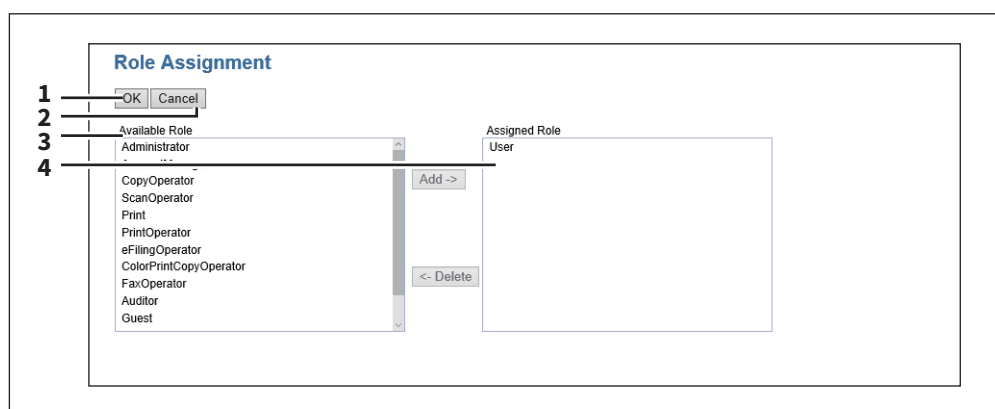 Role Assignment
1
OK Cancel
2
3
Available Role
Assigned Role
Administrator
User
4
CopyOperator
Add ->
ScanOperator
Print
PrintOperator
eFilingOperator
ColorPrintCopyOperator
<- Delete
FaxOperator
Auditor
Guest